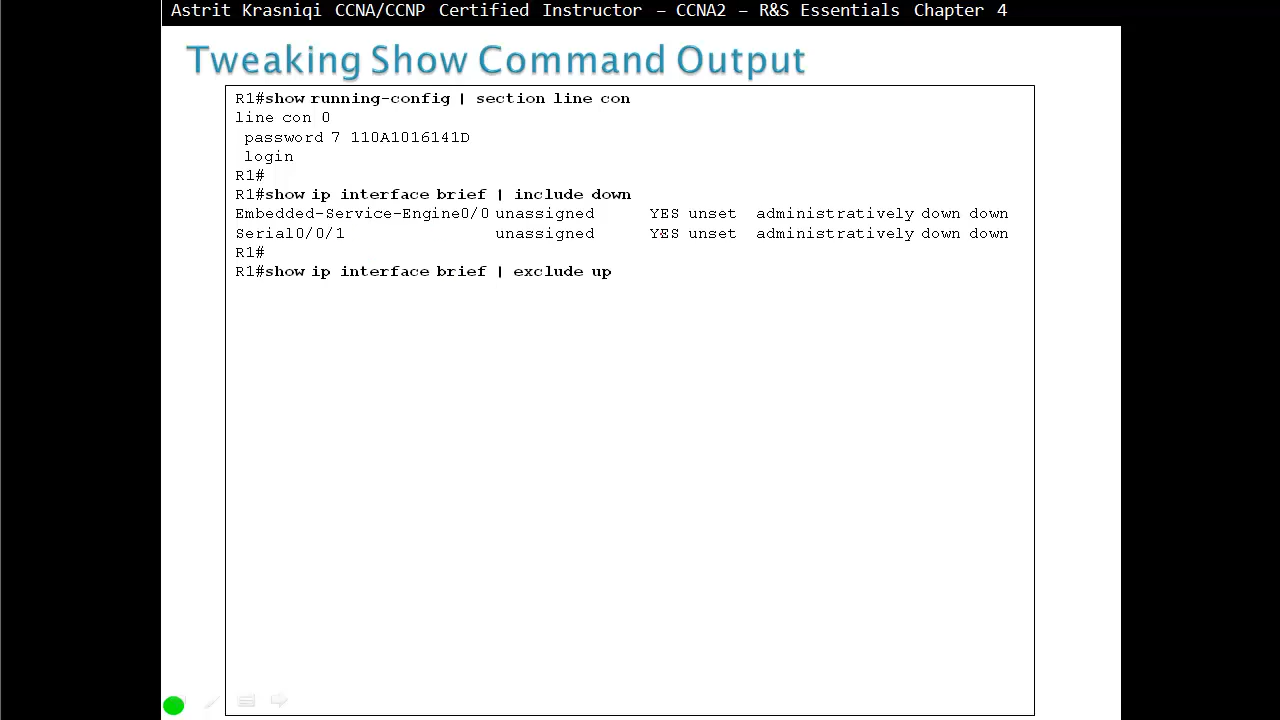 Astrit Krasniqi CCNA/CCNP Certified Instructor – CCNA2 – R&S Essentials Chapter 4
Tweaking Show Command Output
R1#show running-config | section line con
line con 0
 password 7 110A1016141D
 login
R1#
R1#show ip interface brief | include down
Embedded-Service-Engine0/0 unassigned      YES unset  administratively down down
Serial0/0/1                unassigned      YES unset  administratively down down
R1#
R1#show ip interface brief | exclude up